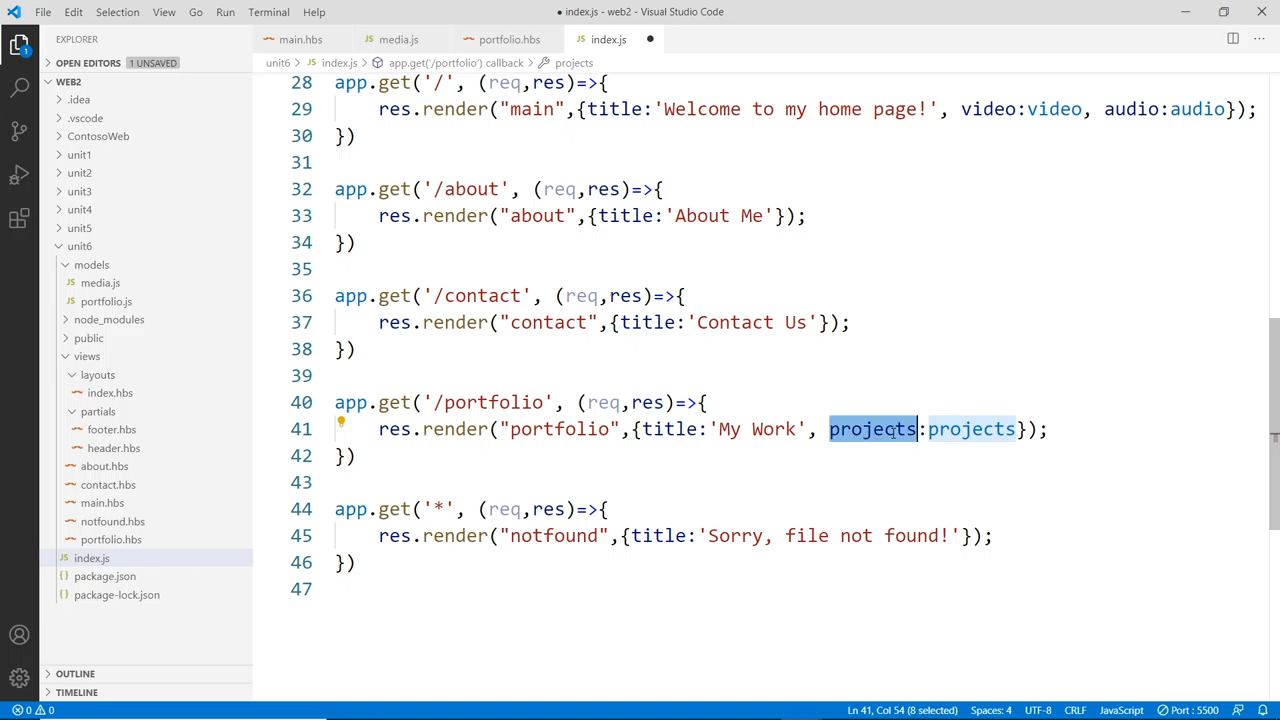 File Edit Selection View Go Run Terminal Help
● index.js - web2 - Visual Studio Code
EXPLORER
main.hbs
JS media.js
portfolio.hbs
JS index.js ●
OPEN EDITORS 1 UNSAVED
unit6 > JS index.js > app.get('/portfolio') callback > projects
WEB2
.idea
.vscode
ContosoWeb
unit1
unit2
unit3
unit4
unit5
unit6
models
JS media.js
JS portfolio.js
node_modules
public
views
layouts
index.hbs
partials
footer.hbs
header.hbs
about.hbs
contact.hbs
main.hbs
notfound.hbs
portfolio.hbs
JS index.js
{} package.json
{} package-lock.json
OUTLINE
TIMELINE
28 app.get('/', (req,res)=>{
29 res.render("main",{title:'Welcome to my home page!', video:video, audio:audio});
30 })
31
32 app.get('/about', (req,res)=>{
33 res.render("about",{title:'About Me'});
34 })
35
36 app.get('/contact', (req,res)=>{
37 res.render("contact",{title:'Contact Us'});
38 })
39
40 app.get('/portfolio', (req,res)=>{
41 res.render("portfolio",{title:'My Work', projects:projects});
42 })
43
44 app.get('*', (req,res)=>{
45 res.render("notfound",{title:'Sorry, file not found!'});
46 })
47
1
0 0
Ln 41, Col 54 (8 selected) Spaces: 4 UTF-8 CRLF JavaScript Port : 5500